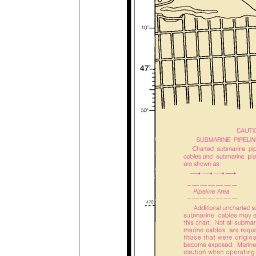 10"
47'
50"
CAUTI
SUBMARINE PIPELIN
Charted submarine pip
cables and submarine pip
are shown as:
Pipeline Area
Additional uncharted s
submarine cables may e
this chart. Not all submar
marine cables are requi
those that were origina
become exposed. Marine
caution when operating